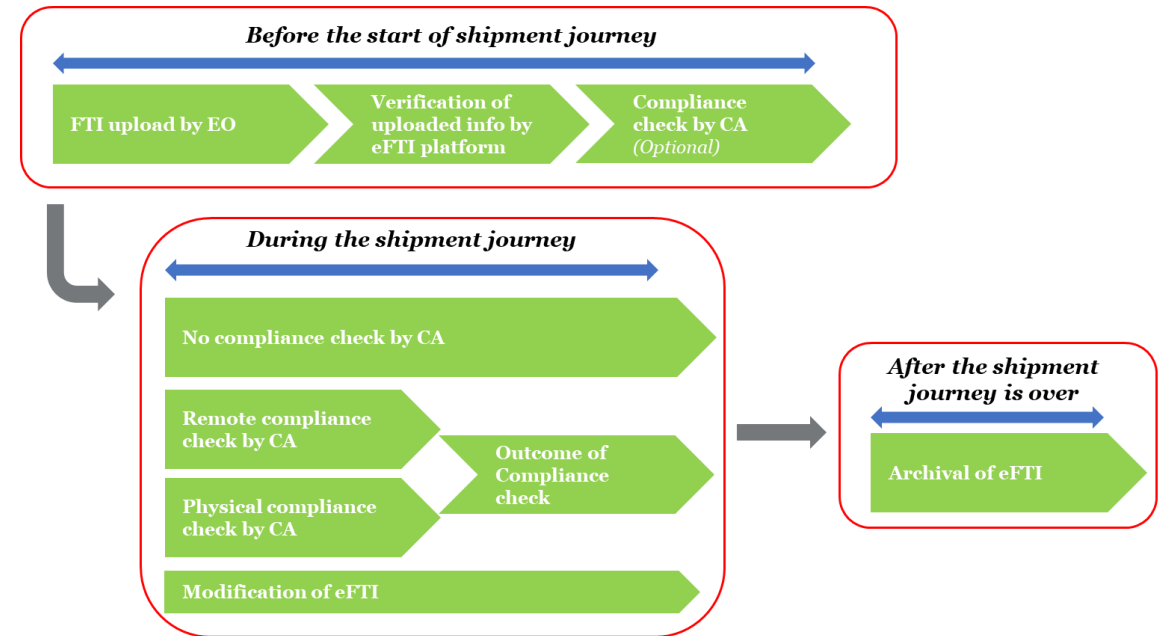 Before the start of shipment journey
FTI upload by EO
Verification of
uploaded info by
eFTI platform
Compliance
check by CA
(Optional)
During the shipment journey
No compliance check by CA
Remote compliance
check by CA
Physical compliance
check by CA
Outcome of
Compliance
check
Modification of eFTI
After the shipment
journey is over
Archival of eFTI